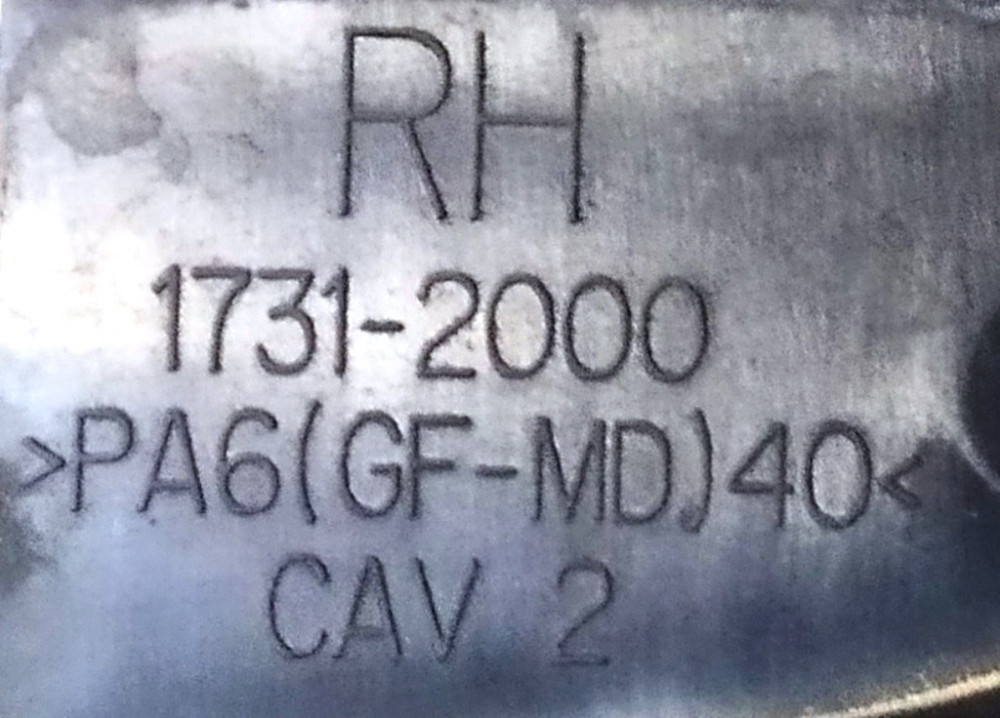 RH
1731-2000
>PA6(GF-MD)40<
CAV 2